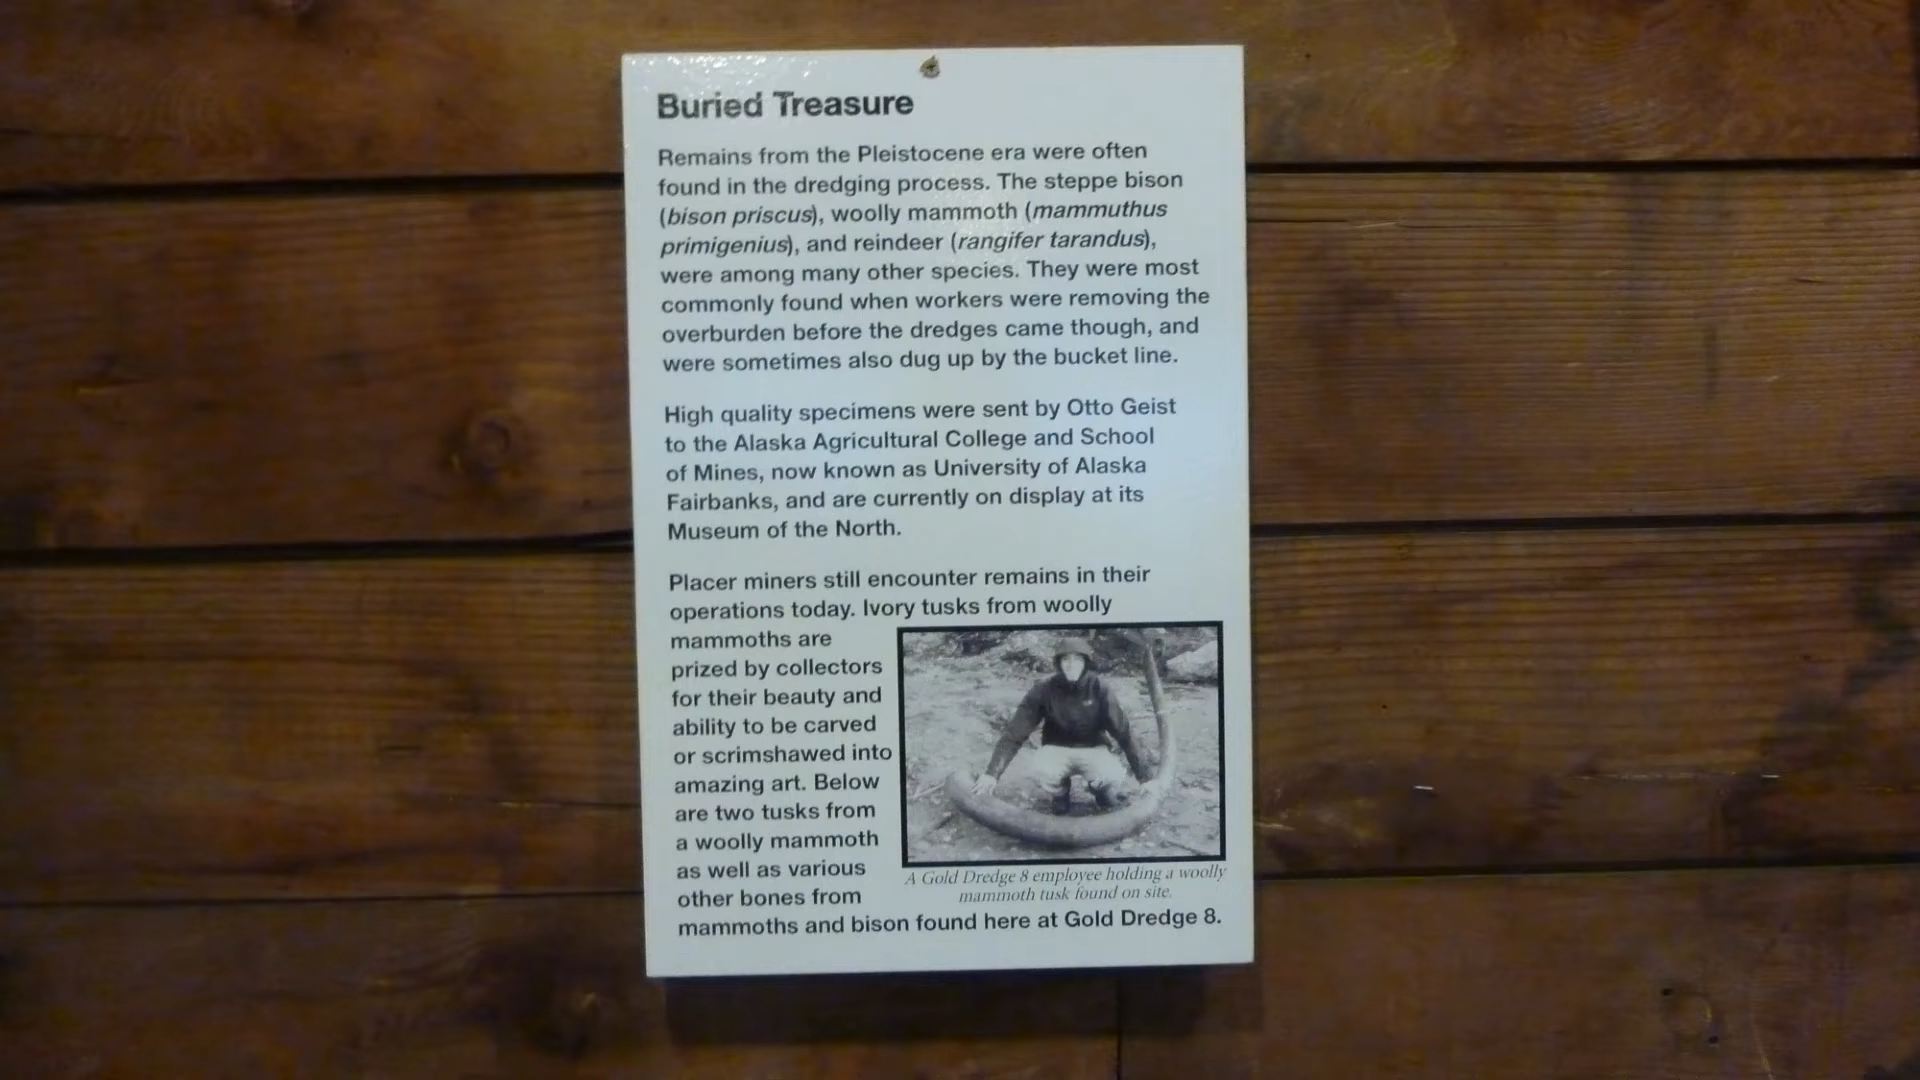 Buried Treasure
Remains from the Pleistocene era were often
found in the dredging process. The steppe bison
(bison priscus), woolly mammoth (mammuthus
primigenius), and reindeer (rangifer tarandus),
were among many other species. They were most
commonly found when workers were removing the
overburden before the dredges came though, and
were sometimes also dug up by the bucket line.
High quality specimens were sent by Otto Geist
to the Alaska Agricultural College and School
of Mines, now known as University of Alaska
Fairbanks, and are currently on display at its
Museum of the North.
Placer miners still encounter remains in their
operations today. Ivory tusks from woolly
mammoths are
prized by collectors
for their beauty and
ability to be carved
or scrimshawed into
amazing art. Below
are two tusks from
a woolly mammoth
as well as various
other bones from
mammoths and bison found here at Gold Dredge 8.
A Gold Dredge 8 employee holding a woolly
mammoth tusk found on site.